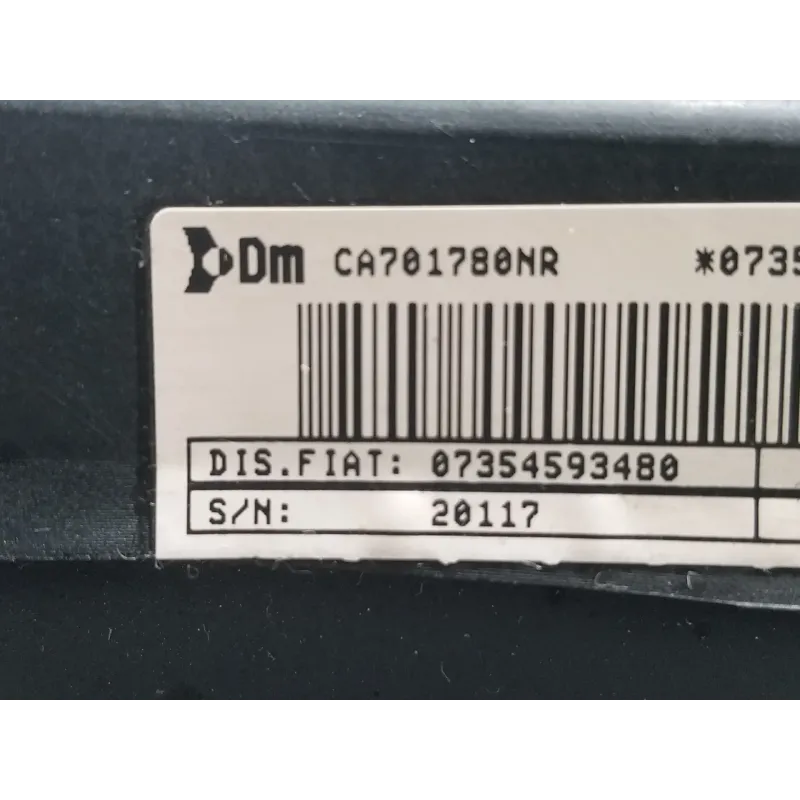 Dm CA701780NR *0735
DIS.FIAT: 07354593480
S/N: 20117